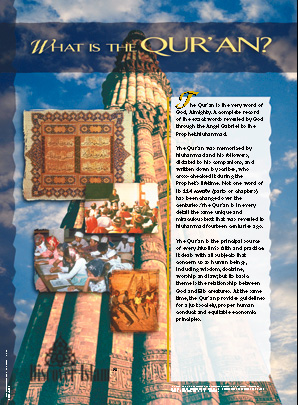 WHAT IS THE QUR'AN?
The Qur'an is the very word of
God, Almighty. A complete record
of the exact words revealed by God
through the Angel Gabriel to the
Prophet Muhammad.
The Qur'an was memorised by
Muhammad and his followers,
dictated to his companions, and
written down by scribes, who
cross-checked it during the
Prophet's lifetime. Not one word of
its 114 suwar (parts or chapters)
has been changed over the
centuries. The Qur'an is in every
detail the same unique and
miraculous text that was revealed to
Muhammad fourteen centuries ago.
The Qur'an is the principal source
of every Muslim's faith and practice.
It deals with all subjects that
concern us as human beings,
including wisdom, doctrine,
worship and law; but its basic
theme is the relationship between
God and His creatures. At the same
time, the Qur'an provides guidelines
for a just society, proper human
conduct and equitable economic
principles.
Discover Islam